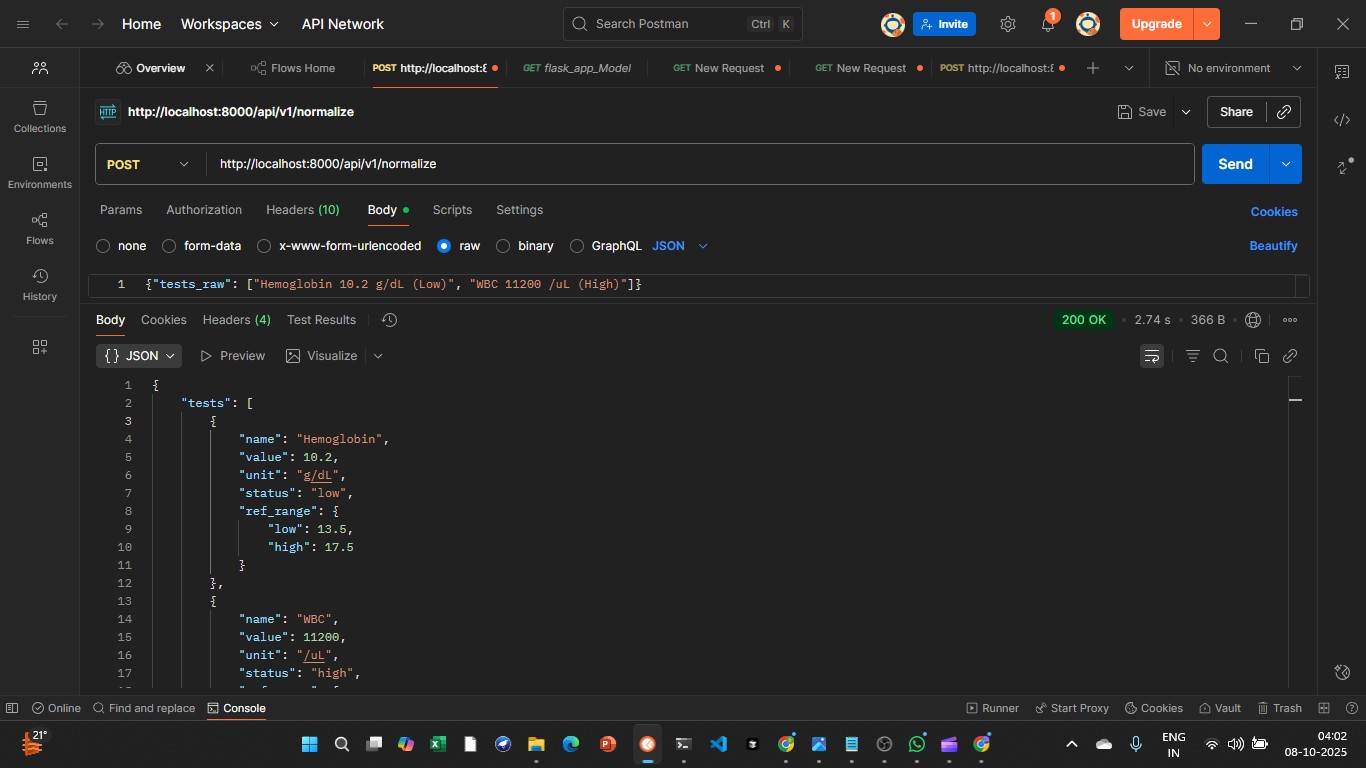 Home Workspaces API Network Search Postman Ctrl K Invite 1 Upgrade
Overview Flows Home POST http://localhost:8 GET flask_app_Model GET New Request GET New Request POST http://localhost:8 No environment
HTTP http://localhost:8000/api/v1/normalize Save Share
Collections
POST http://localhost:8000/api/v1/normalize Send
Environments
Params Authorization Headers (10) Body Scripts Settings Cookies
Flows
none form-data x-www-form-urlencoded raw binary GraphQL JSON Beautify
History
1 {"tests_raw": ["Hemoglobin 10.2 g/dL (Low)", "WBC 11200 /uL (High)"]}
Body Cookies Headers (4) Test Results 200 OK 2.74 s 366 B
{} JSON Preview Visualize
1 {
2 "tests": [
3 {
4 "name": "Hemoglobin",
5 "value": 10.2,
6 "unit": "g/dL",
7 "status": "low",
8 "ref_range": {
9 "low": 13.5,
10 "high": 17.5
11 }
12 },
13 {
14 "name": "WBC",
15 "value": 11200,
16 "unit": "/uL",
17 "status": "high",
Online Find and replace Console Runner Start Proxy Cookies Vault Trash
21° ENG IN 04:02 08-10-2025